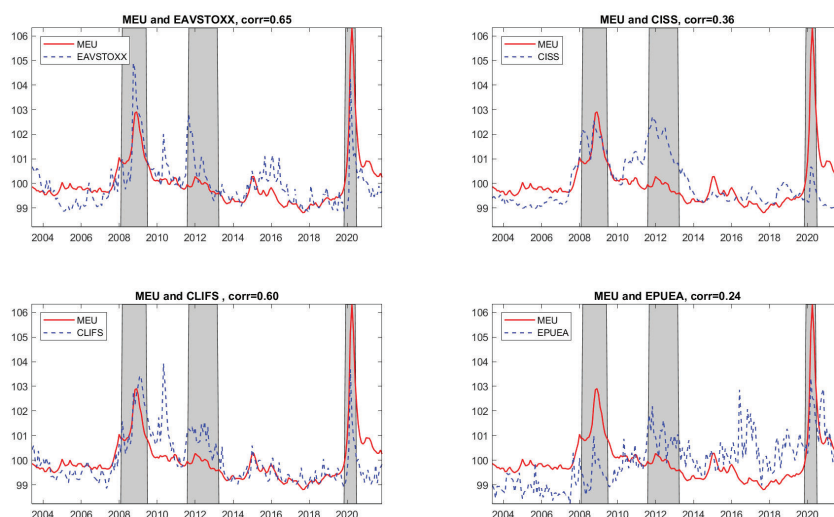 MEU and EAVSTOXX, corr=0.65
106
105
104
103
102
101
100
99
MEU
EAVSTOXX
2004 2006 2008 2010 2012 2014 2016 2018 2020
MEU and CISS, corr=0.36
106
105
104
103
102
101
100
99
MEU
CISS
2004 2006 2008 2010 2012 2014 2016 2018 2020
MEU and CLIFS , corr=0.60
106
105
104
103
102
101
100
99
MEU
CLIFS
2004 2006 2008 2010 2012 2014 2016 2018 2020
MEU and EPUEA, corr=0.24
106
105
104
103
102
101
100
99
MEU
EPUEA
2004 2006 2008 2010 2012 2014 2016 2018 2020